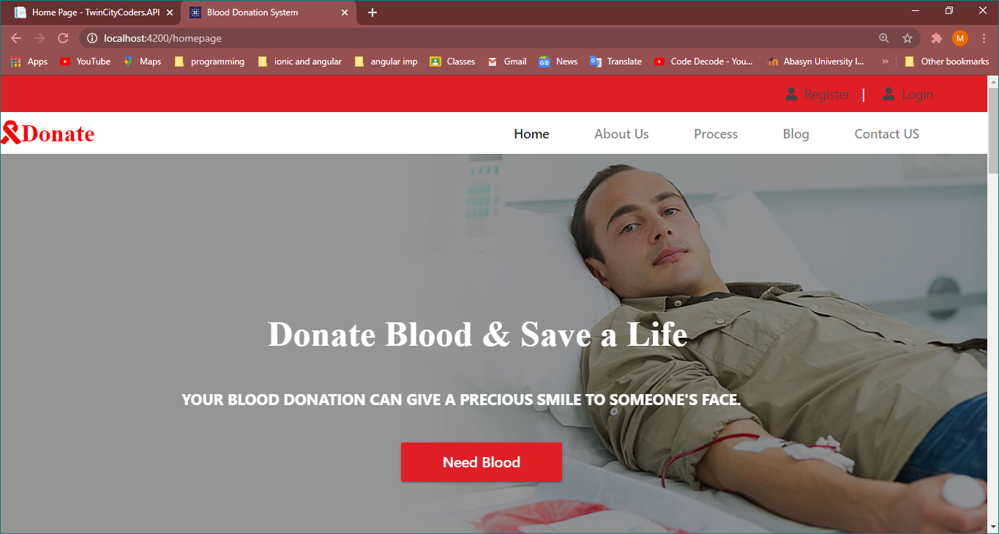 Home Page - TwinCityCoders.API
Blood Donation System
localhost:4200/homepage
M
Apps YouTube Maps programming ionic and angular angular imp Classes Gmail News Translate Code Decode - You... Abasyn University I... » Other bookmarks
Register | Login
Donate
Home About Us Process Blog Contact US
Donate Blood & Save a Life
YOUR BLOOD DONATION CAN GIVE A PRECIOUS SMILE TO SOMEONE'S FACE.
Need Blood